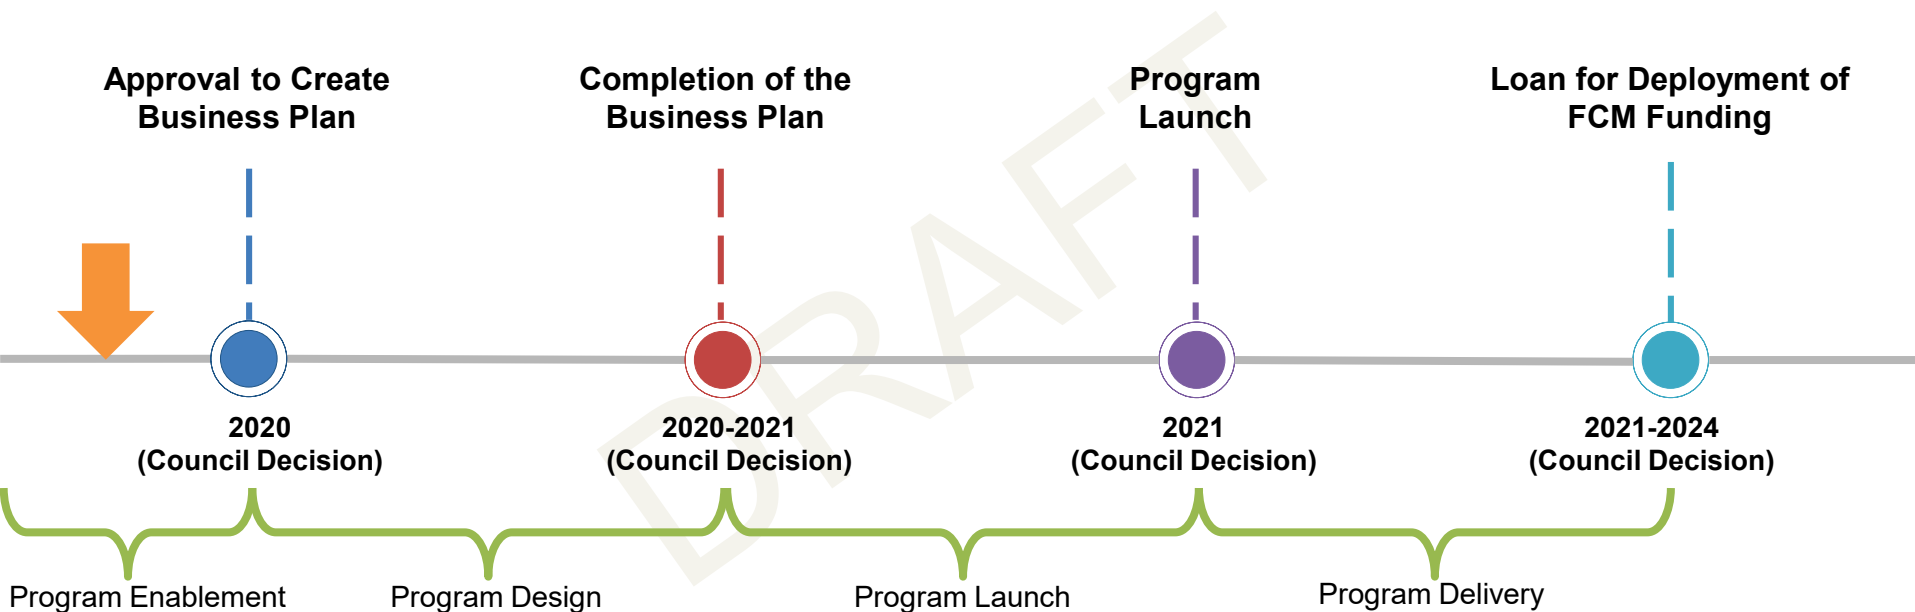 Approval to Create
Business Plan
Completion of the
Business Plan
Program
Launch
Loan for Deployment of
FCM Funding
DRAFT
2020
(Council Decision)
2020-2021
(Council Decision)
2021
(Council Decision)
2021-2024
(Council Decision)
Program Enablement
Program Design
Program Launch
Program Delivery